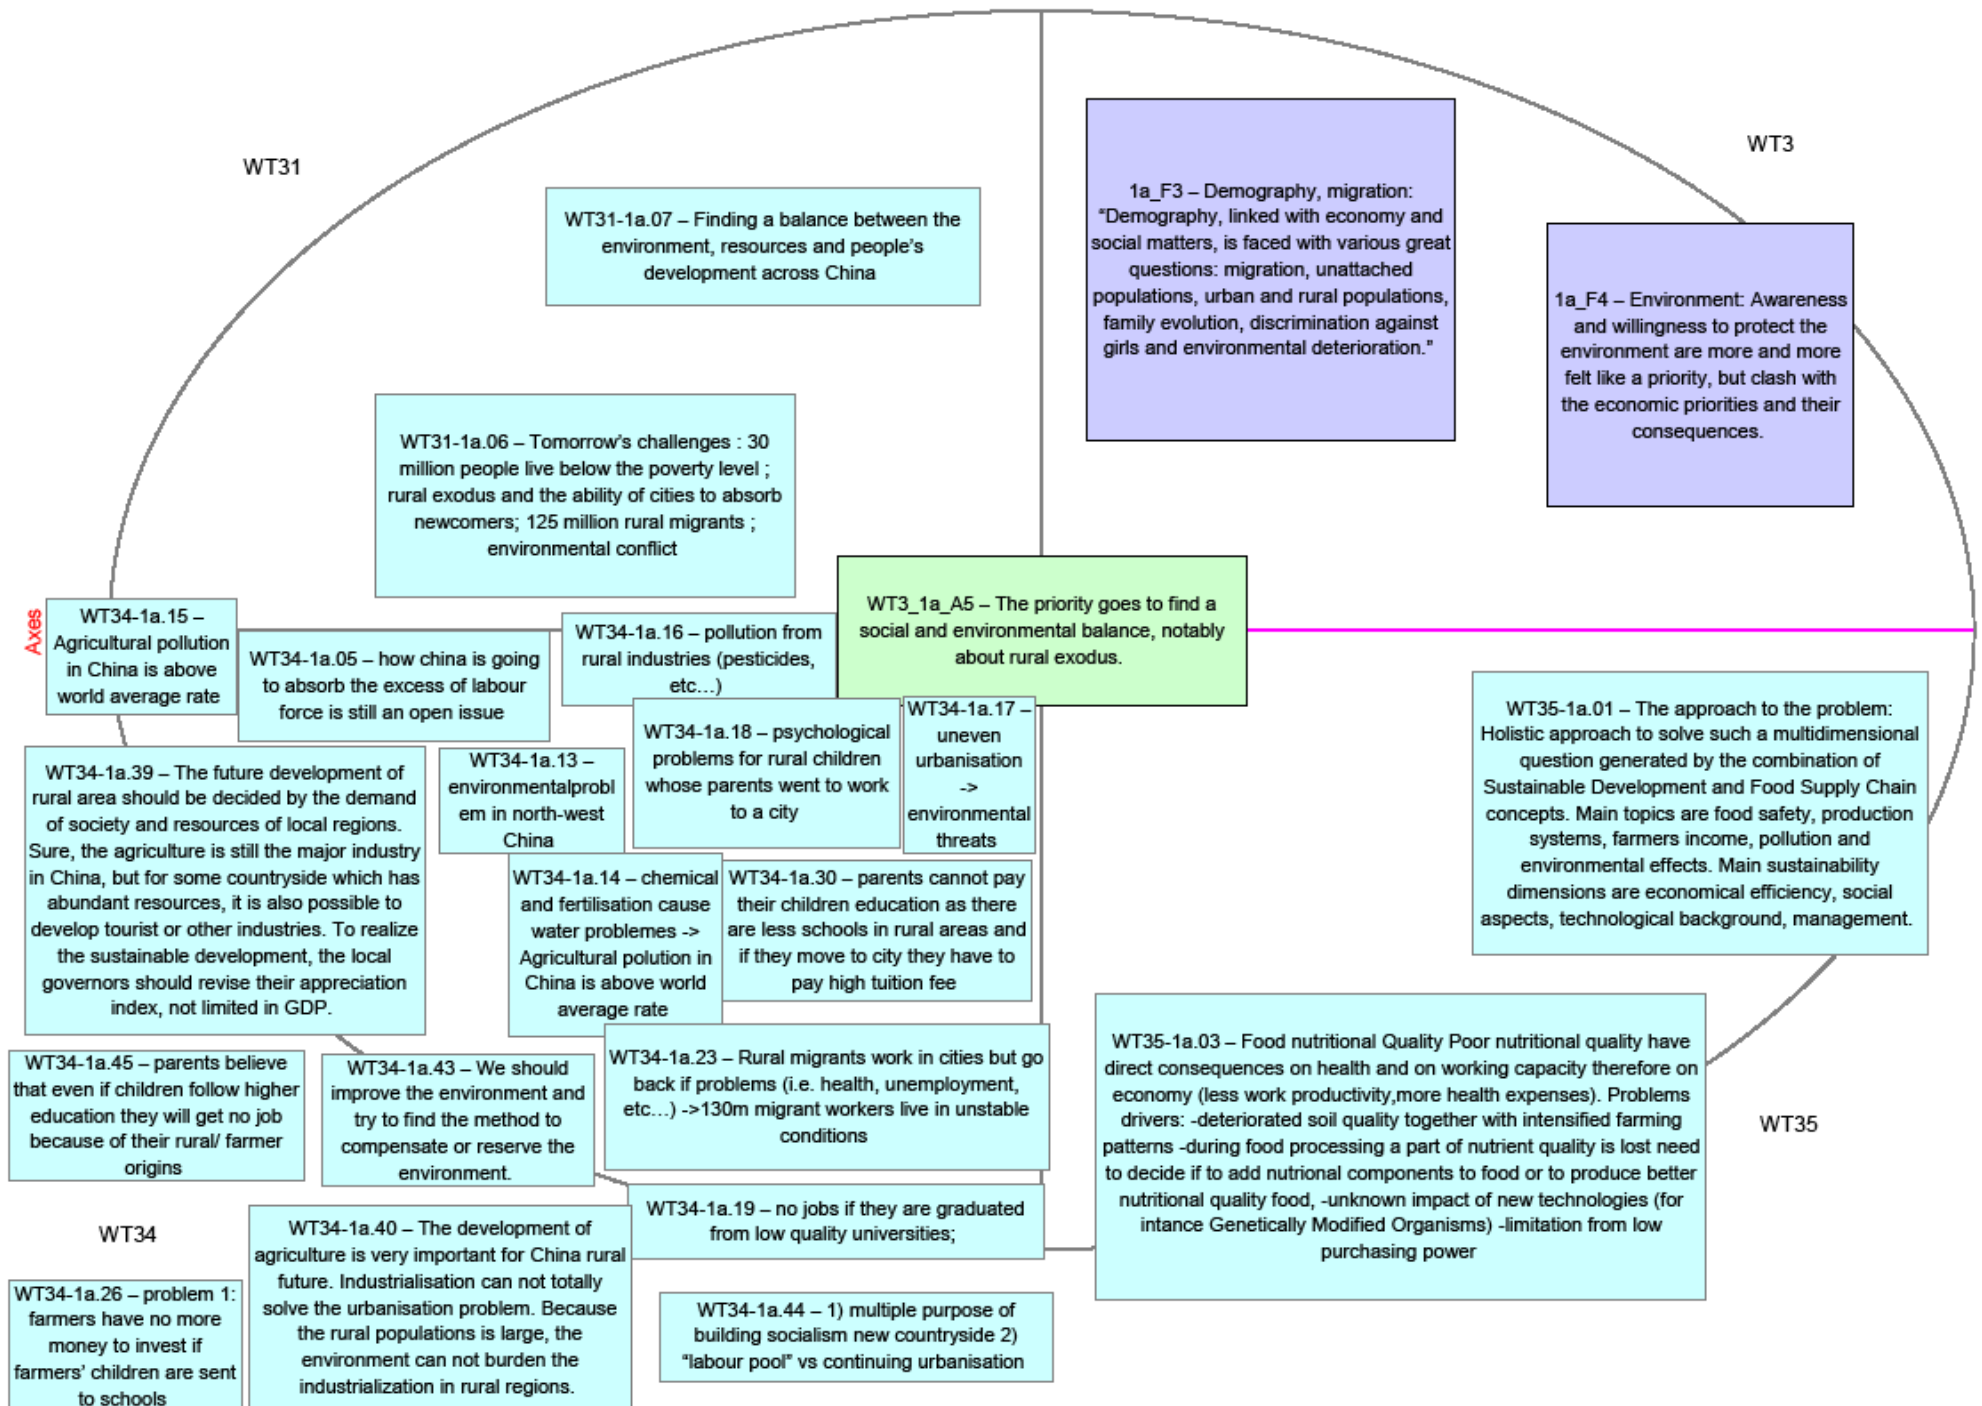 WT31
WT3
1a_F3 – Demography, migration:
“Demography, linked with economy and
social matters, is faced with various great
questions: migration, unattached
populations, urban and rural populations,
family evolution, discrimination against
girls and environmental deterioration.”
WT31-1a.07 – Finding a balance between the
environment, resources and people’s
development across China
1a_F4 – Environment: Awareness
and willingness to protect the
environment are more and more
felt like a priority, but clash with
the economic priorities and their
consequences.
WT31-1a.06 – Tomorrow’s challenges : 30
million people live below the poverty level ;
rural exodus and the ability of cities to absorb
newcomers; 125 million rural migrants ;
environmental conflict
WT3_1a_A5 – The priority goes to find a
social and environmental balance, notably
about rural exodus.
Axes
WT34-1a.15 –
Agricultural pollution
in China is above
world average rate
WT34-1a.05 – how china is going
to absorb the excess of labour
force is still an open issue
WT34-1a.16 – pollution from
rural industries (pesticides,
etc...)
WT34-1a.18 – psychological
problems for rural children
whose parents went to work
to a city
WT34-1a.17 –
uneven
urbanisation
->
environmental
threats
WT35-1a.01 – The approach to the problem:
Holistic approach to solve such a multidimensional
question generated by the combination of
Sustainable Development and Food Supply Chain
concepts. Main topics are food safety, production
systems, farmers income, pollution and
environmental effects. Main sustainability
dimensions are economical efficiency, social
aspects, technological background, management.
WT34-1a.39 – The future development of
rural area should be decided by the demand
of society and resources of local regions.
Sure, the agriculture is still the major industry
in China, but for some countryside which has
abundant resources, it is also possible to
develop tourist or other industries. To realize
the sustainable development, the local
governors should revise their appreciation
index, not limited in GDP.
WT34-1a.13 –
environmentalprobl
em in north-west
China
WT34-1a.14 – chemical
and fertilisation cause
water problemes ->
Agricultural polution in
China is above world
average rate
WT34-1a.30 – parents cannot pay
their children education as there
are less schools in rural areas and
if they move to city they have to
pay high tuition fee
WT35-1a.03 – Food nutritional Quality Poor nutritional quality have
direct consequences on health and on working capacity therefore on
economy (less work productivity,more health expenses). Problems
drivers: -deteriorated soil quality together with intensified farming
patterns -during food processing a part of nutrient quality is lost need
to decide if to add nutrional components to food or to produce better
nutritional quality food, -unknown impact of new technologies (for
intance Genetically Modified Organisms) -limitation from low
purchasing power
WT34-1a.23 – Rural migrants work in cities but go
back if problems (i.e. health, unemployment,
etc...) ->130m migrant workers live in unstable
conditions
WT34-1a.45 – parents believe
that even if children follow higher
education they will get no job
because of their rural/ farmer
origins
WT34-1a.43 – We should
improve the environment and
try to find the method to
compensate or reserve the
environment.
WT35
WT34-1a.19 – no jobs if they are graduated
from low quality universities;
WT34
WT34-1a.40 – The development of
agriculture is very important for China rural
future. Industrialisation can not totally
solve the urbanisation problem. Because
the rural populations is large, the
environment can not burden the
industrialization in rural regions.
WT34-1a.26 – problem 1:
farmers have no more
money to invest if
farmers’ children are sent
to schools
WT34-1a.44 – 1) multiple purpose of
building socialism new countryside 2)
“labour pool” vs continuing urbanisation